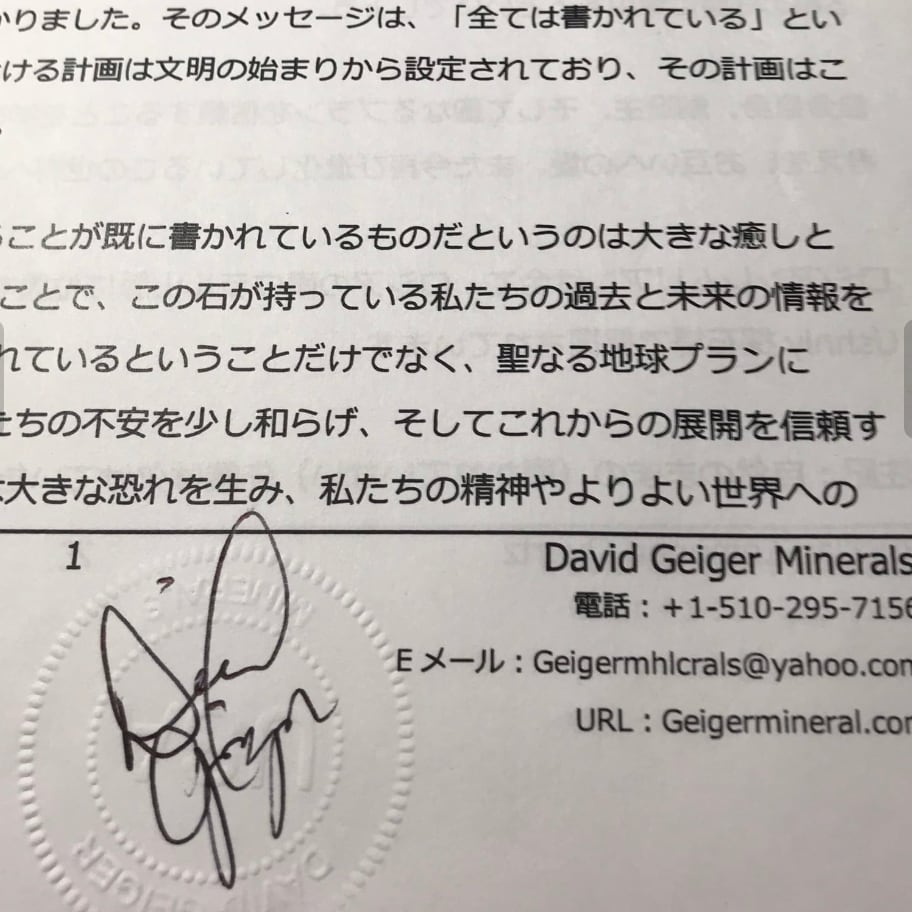 かりました。そのメッセージは、「全ては書かれている」とい
ける計画は文明の始まりから設定されており、その計画はこ
。
ことが既に書かれているものだというのは大きな癒しと
ことで、この石が持っている私たちの過去と未来の情報を
れているということだけでなく、聖なる地球プランに
たちの不安を少し和らげ、そしてこれからの展開を信頼す
大きな恐れを生み、私たちの精神やよりよい世界への
1
David Geiger Minerals
電話：＋1-510-295-7156
Eメール：Geigermhlcrals@yahoo.com
URL：Geigermineral.com
MINERALS
DAVID GEIGER